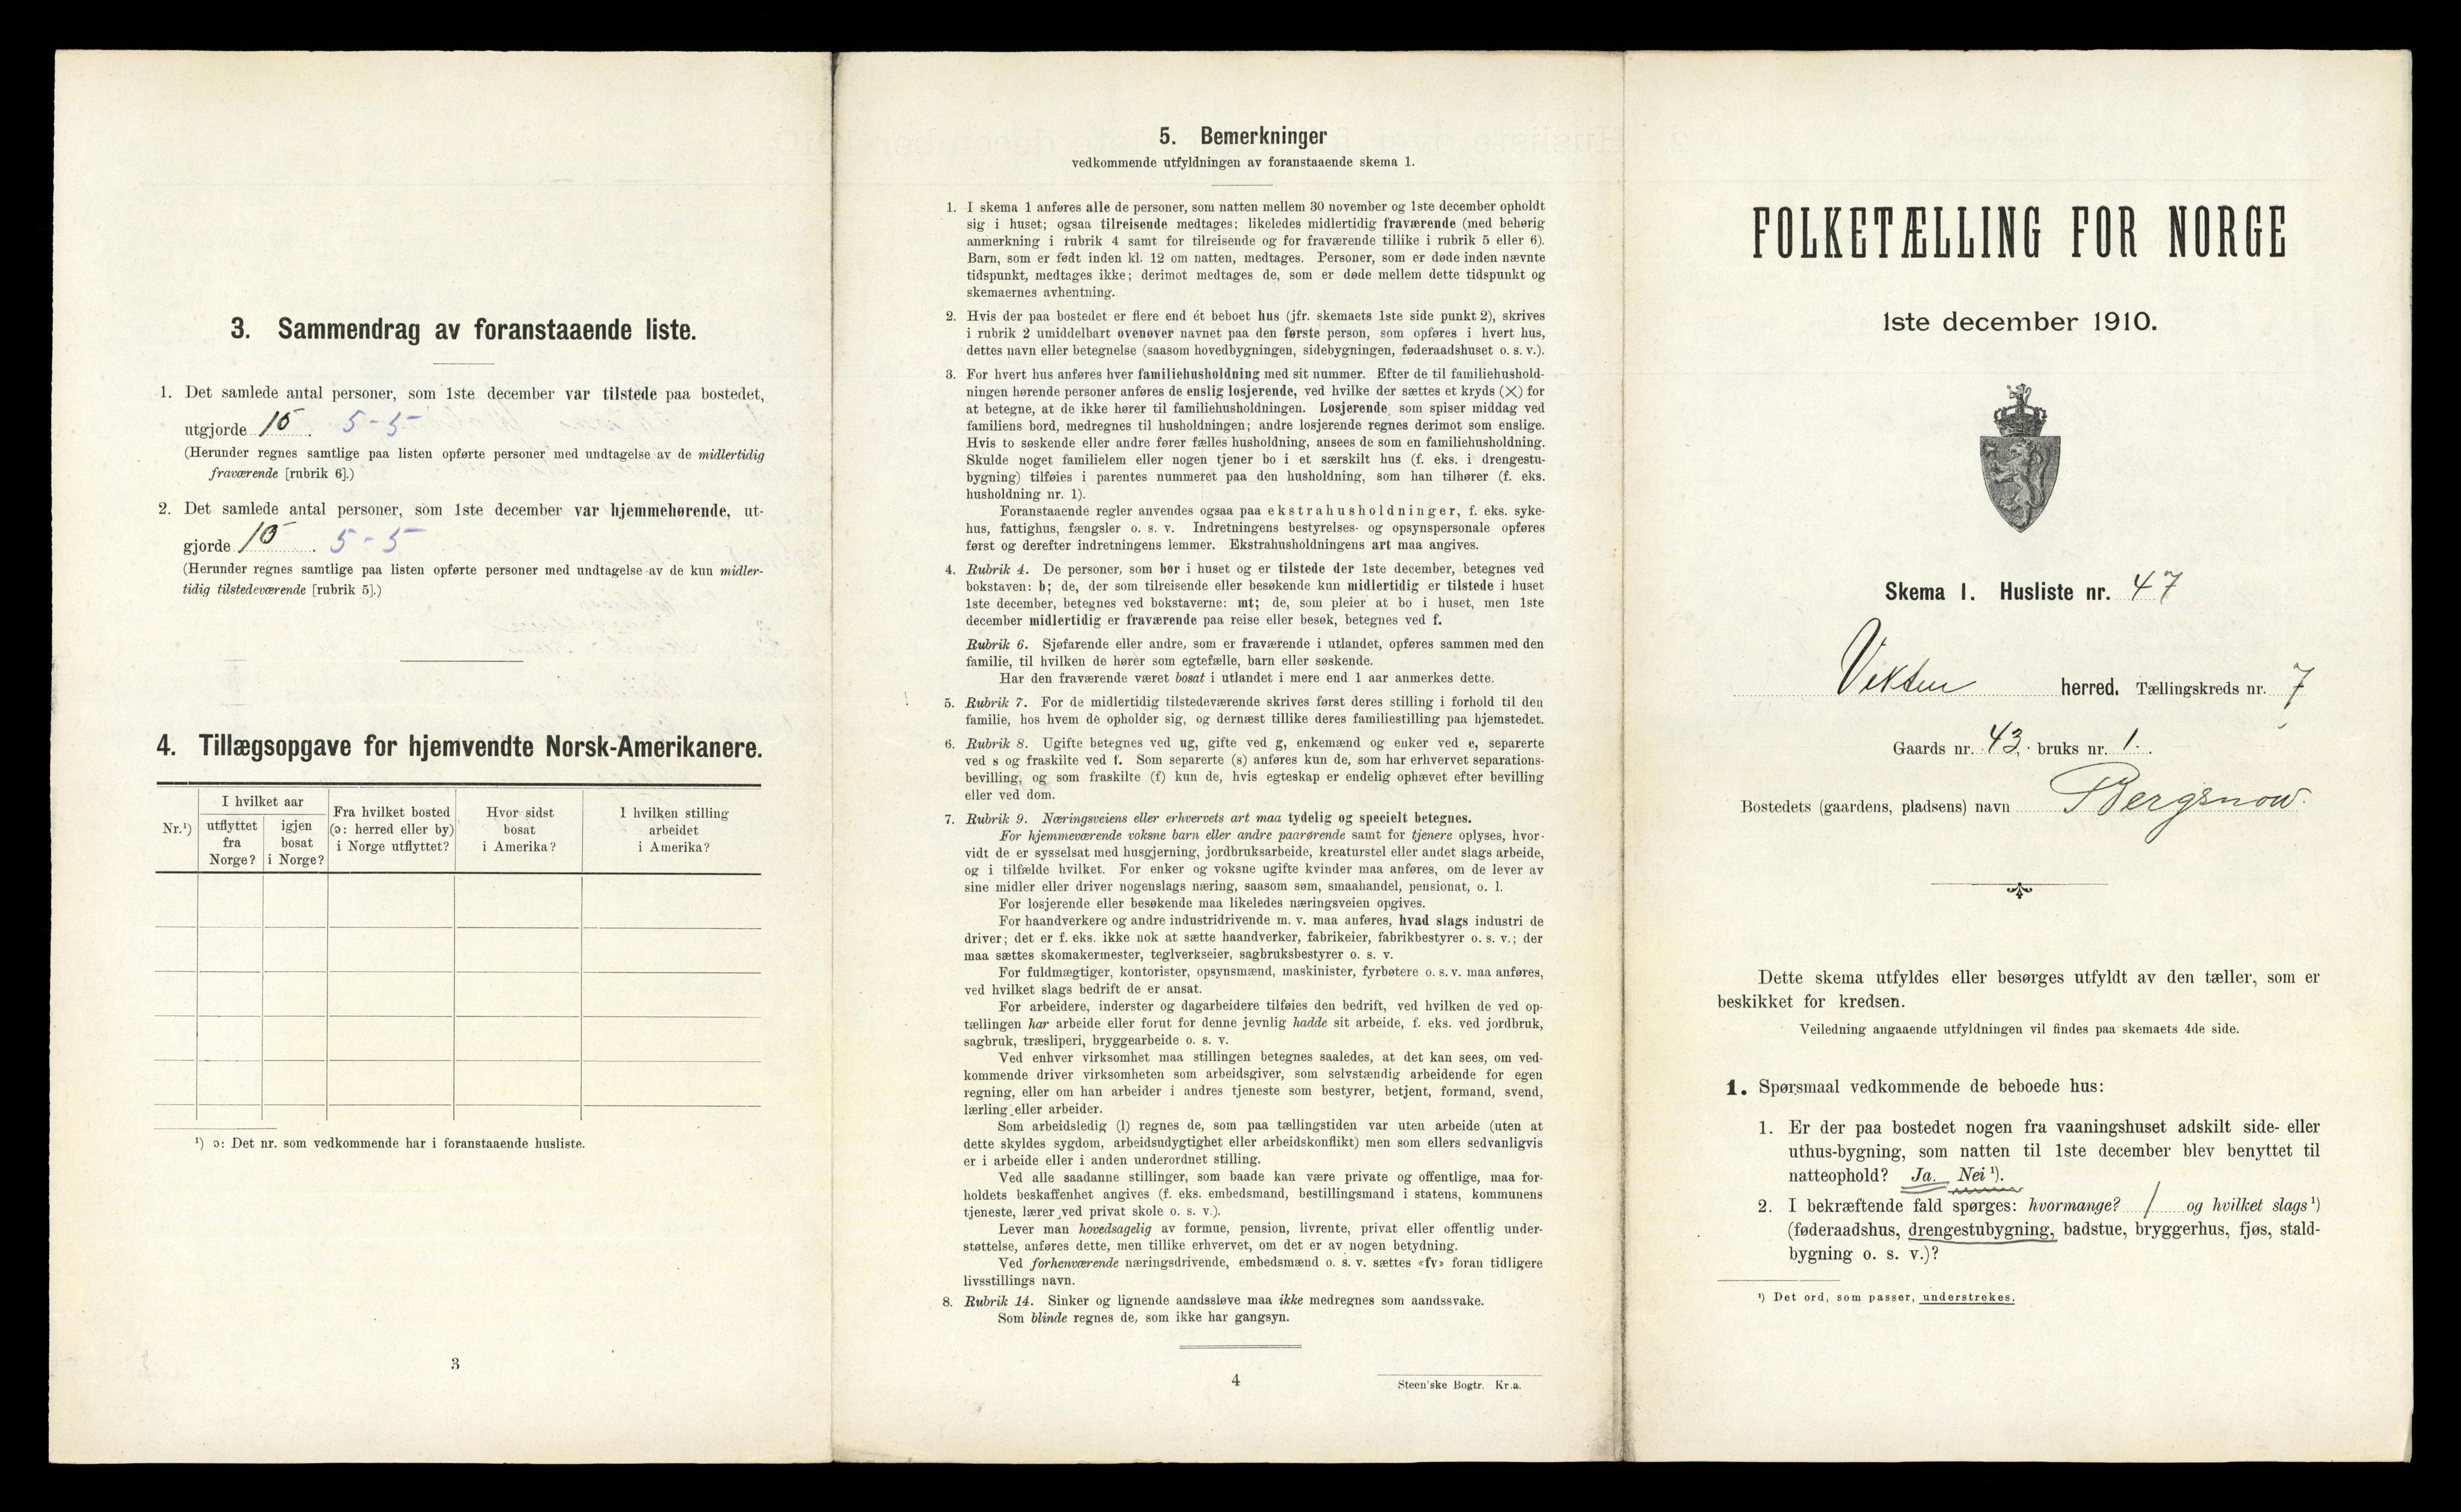 3. Sammendrag av foranstaaende liste.
1. Det samlede antal personer, som 1ste december var tilstede paa bostedet,
utgjorde 10. 5-5
(Herunder regnes samtlige paa listen opførte personer med undtagelse av de midlertidig
fraværende [rubrik 6].)
2. Det samlede antal personer, som 1ste december var hjemmehørende, ut-
gjorde 10. 5-5
(Herunder regnes samtlige paa listen opførte personer med undtagelse av de kun midler-
tidig tilstedeværende [rubrik 5].)
4. Tillægsopgave for hjemvendte Norsk-Amerikanere.
Nr.¹)
I hvilket aar
utflyttet
fra
Norge?
igjen
bosat
i Norge?
Fra hvilket bosted
(ɔ: herred eller by)
i Norge utflyttet?
Hvor sidst
bosat
i Amerika?
I hvilken stilling
arbeidet
i Amerika?
¹) ɔ: Det nr. som vedkommende har i foranstaaende husliste.
3
5. Bemerkninger
vedkommende utfyldningen av foranstaaende skema 1.
1. I skema 1 anføres alle de personer, som natten mellem 30 november og 1ste december opholdt
sig i huset; ogsaa tilreisende medtages; likeledes midlertidig fraværende (med behørig
anmerkning i rubrik 4 samt for tilreisende og for fraværende tillike i rubrik 5 eller 6).
Barn, som er født inden kl. 12 om natten, medtages. Personer, som er døde inden nævnte
tidspunkt, medtages ikke; derimot medtages de, som er døde mellem dette tidspunkt og
skemaernes avhentning.
2. Hvis der paa bostedet er flere end ét beboet hus (jfr. skemaets 1ste side punkt 2), skrives
i rubrik 2 umiddelbart ovenover navnet paa den første person, som opføres i hvert hus,
dettes navn eller betegnelse (saasom hovedbygningen, sidebygningen, føderaadshuset o. s. v.).
3. For hvert hus anføres hver familiehusholdning med sit nummer. Efter de til familiehushold-
ningen hørende personer anføres de enslig losjerende, ved hvilke der sættes et kryds (×) for
at betegne, at de ikke hører til familiehusholdningen. Losjerende, som spiser middag ved
familiens bord, medregnes til husholdningen; andre losjerende regnes derimot som enslige.
Hvis to søskende eller andre fører fælles husholdning, ansees de som en familiehusholdning.
Skulde noget familielem eller nogen tjener bo i et særskilt hus (f. eks. i drengestu-
bygning) tilføies i parentes nummeret paa den husholdning, som han tilhører (f. eks.
husholdning nr. 1).
Foranstaaende regler anvendes ogsaa paa ekstrahusholdninger, f. eks. syke-
hus, fattighus, fængsler o. s. v. Indretningens bestyrelses- og opsynspersonale opføres
først og derefter indretningens lemmer. Ekstrahusholdningens art maa angives.
4. Rubrik 4. De personer, som bor i huset og er tilstede der 1ste december, betegnes ved
bokstaven: b; de, der som tilreisende eller besøkende kun midlertidig er tilstede i huset
1ste december, betegnes ved bokstaverne: mt; de, som pleier at bo i huset, men 1ste
december midlertidig er fraværende paa reise eller besøk, betegnes ved f.
Rubrik 6. Sjøfarende eller andre, som er fraværende i utlandet, opføres sammen med den
familie, til hvilken de hører som egtefælle, barn eller søskende.
Har den fraværende været bosat i utlandet i mere end 1 aar anmerkes dette.
5. Rubrik 7. For de midlertidig tilstedeværende skrives først deres stilling i forhold til den
familie, hos hvem de opholder sig, og dernæst tillike deres familiestilling paa hjemstedet.
6. Rubrik 8. Ugifte betegnes ved ug, gifte ved g, enkemænd og enker ved e, separerte
ved s og fraskilte ved f. Som separerte (s) anføres kun de, som har erhvervet separations-
bevilling, og som fraskilte (f) kun de, hvis egteskap er endelig ophævet efter bevilling
eller ved dom.
7. Rubrik 9. Næringsveiens eller erhvervets art maa tydelig og specielt betegnes.
For hjemmeværende voksne barn eller andre paarørende samt for tjenere oplyses, hvor-
vidt de er sysselsat med husgjerning, jordbruksarbeide, kreaturstel eller andet slags arbeide,
og i tilfælde hvilket. For enker og voksne ugifte kvinder maa anføres, om de lever av
sine midler eller driver nogenslags næring, saasom søm, smaahandel, pensionat, o. l.
For losjerende eller besøkende maa likeledes næringsveien opgives.
For haandverkere og andre industridrivende m. v. maa anføres, hvad slags industri de
driver; det er f. eks. ikke nok at sætte haandverker, fabrikeier, fabrikbestyrer o. s. v.; der
maa sættes skomakermester, teglverkseier, sagbruksbestyrer o. s. v.
For fuldmægtiger, kontorister, opsynsmænd, maskinister, fyrbøtere o. s. v. maa anføres,
ved hvilket slags bedrift de er ansat.
For arbeidere, inderster og dagarbeidere tilføies den bedrift, ved hvilken de ved op-
tællingen har arbeide eller forut for denne jevnlig hadde sit arbeide, f. eks. ved jordbruk,
sagbruk, træsliperi, bryggearbeide o. s. v.
Ved enhver virksomhet maa stillingen betegnes saaledes, at det kan sees, om ved-
kommende driver virksomheten som arbeidsgiver, som selvstændig arbeidende for egen
regning, eller om han arbeider i andres tjeneste som bestyrer, betjent, formand, svend,
lærling eller arbeider.
Som arbeidsledig (l) regnes de, som paa tællingstiden var uten arbeide (uten at
dette skyldes sygdom, arbeidsudygtighet eller arbeidskonflikt) men som ellers sedvanligvis
er i arbeide eller i anden underordnet stilling.
Ved alle saadanne stillinger, som baade kan være private og offentlige, maa for-
holdets beskaffenhet angives (f. eks. embedsmand, bestillingsmand i statens, kommunens
tjeneste, lærer ved privat skole o. s. v.).
Lever man hovedsagelig av formue, pension, livrente, privat eller offentlig under-
støttelse, anføres dette, men tillike erhvervet, om det er av nogen betydning.
Ved forhenværende næringsdrivende, embedsmænd o. s. v. sættes «fv» foran tidligere
livsstillings navn.
8. Rubrik 14. Sinker og lignende aandssløve maa ikke medregnes som aandssvake.
Som blinde regnes de, som ikke har gangsyn.
4
Steen'ske Bogtr. Kr.a.
FOLKETÆLLING FOR NORGE
1ste december 1910.
Skema 1. Husliste nr. 47
Vikten herred. Tællingskreds nr. 7
Gaards nr. 43, bruks nr. 1.
Bostedets (gaardens, pladsens) navn Bergsnow.
Dette skema utfyldes eller besørges utfyldt av den tæller, som er
beskikket for kredsen.
Veiledning angaaende utfyldningen vil findes paa skemaets 4de side.
1. Spørsmaal vedkommende de beboede hus:
1. Er der paa bostedet nogen fra vaaningshuset adskilt side- eller
uthus-bygning, som natten til 1ste december blev benyttet til
natteophold? Ja. Nei ¹).
2. I bekræftende fald spørges: hvormange? 1 og hvilket slags ¹)
(føderaadshus, drengestubygning, badstue, bryggerhus, fjøs, stald-
bygning o. s. v.)?
¹) Det ord, som passer, understrekes.